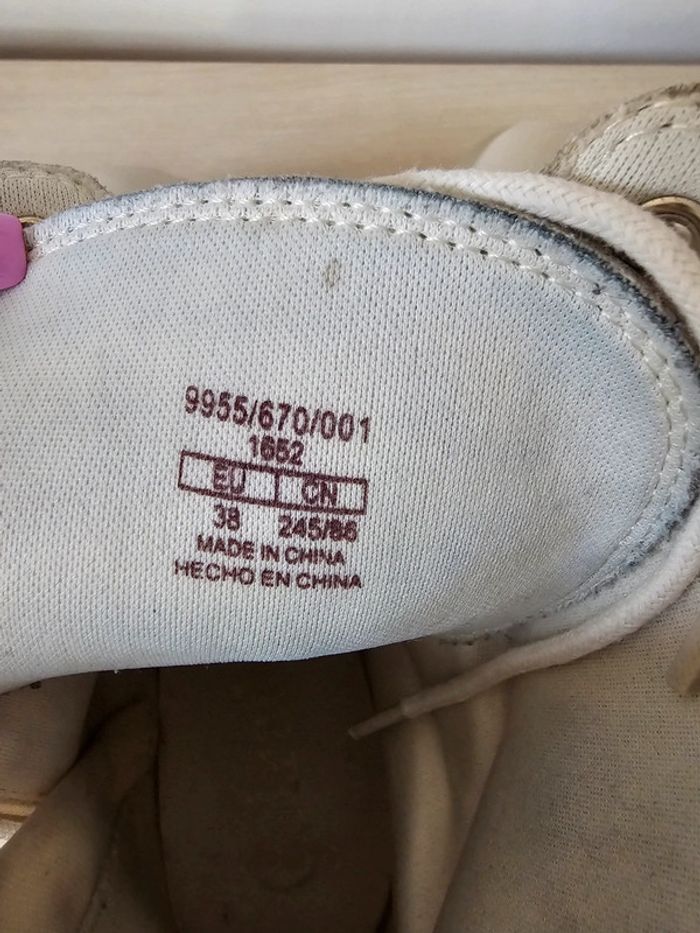 9955/670/001
1652
EU CN
38 245/86
MADE IN CHINA
HECHO EN CHINA